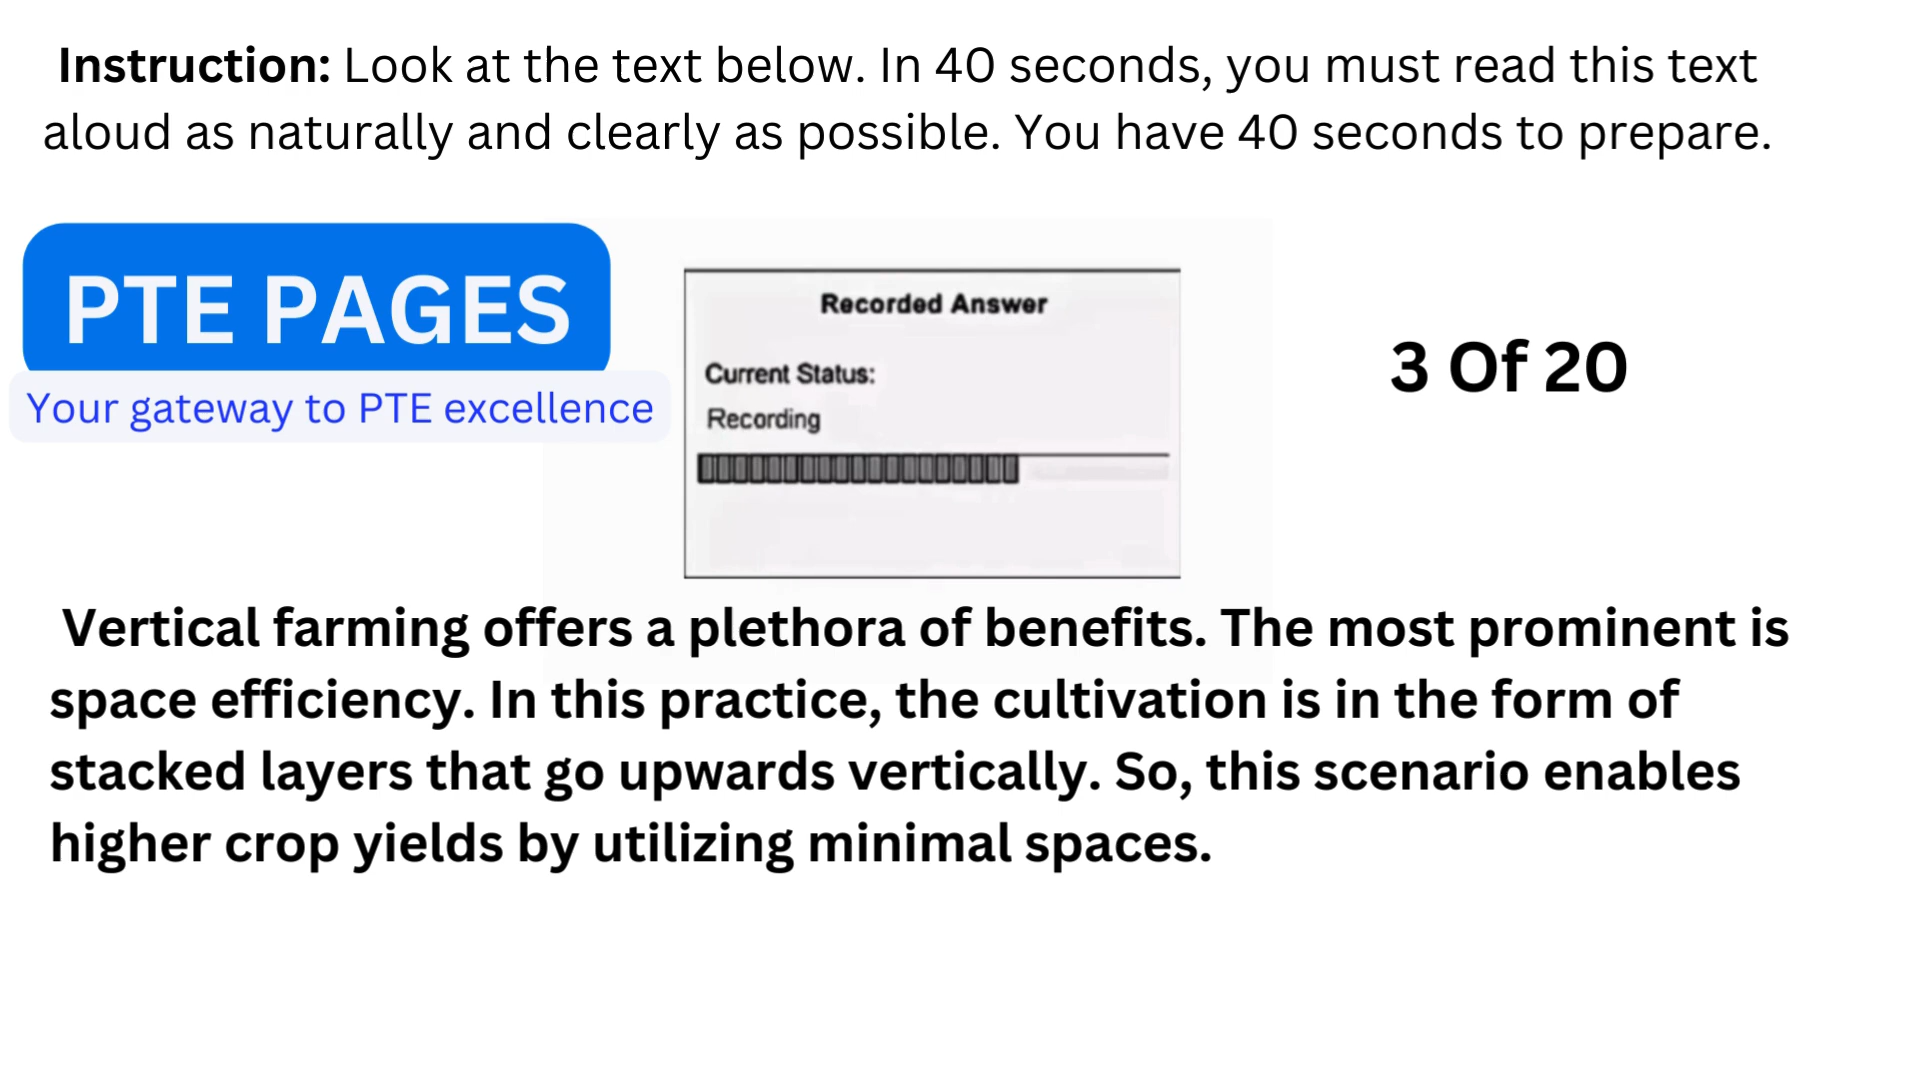 Instruction: Look at the text below. In 40 seconds, you must read this text
aloud as naturally and clearly as possible. You have 40 seconds to prepare.
PTE PAGES
Your gateway to PTE excellence
Recorded Answer
Current Status:
Recording
3 Of 20
Vertical farming offers a plethora of benefits. The most prominent is
space efficiency. In this practice, the cultivation is in the form of
stacked layers that go upwards vertically. So, this scenario enables
higher crop yields by utilizing minimal spaces.